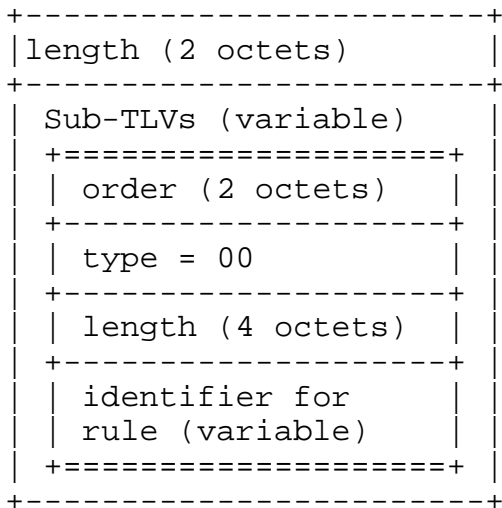 length (2 octets)
Sub-TLVs (variable)
order (2 octets)
type = 00
length (4 octets)
identifier for
rule (variable)